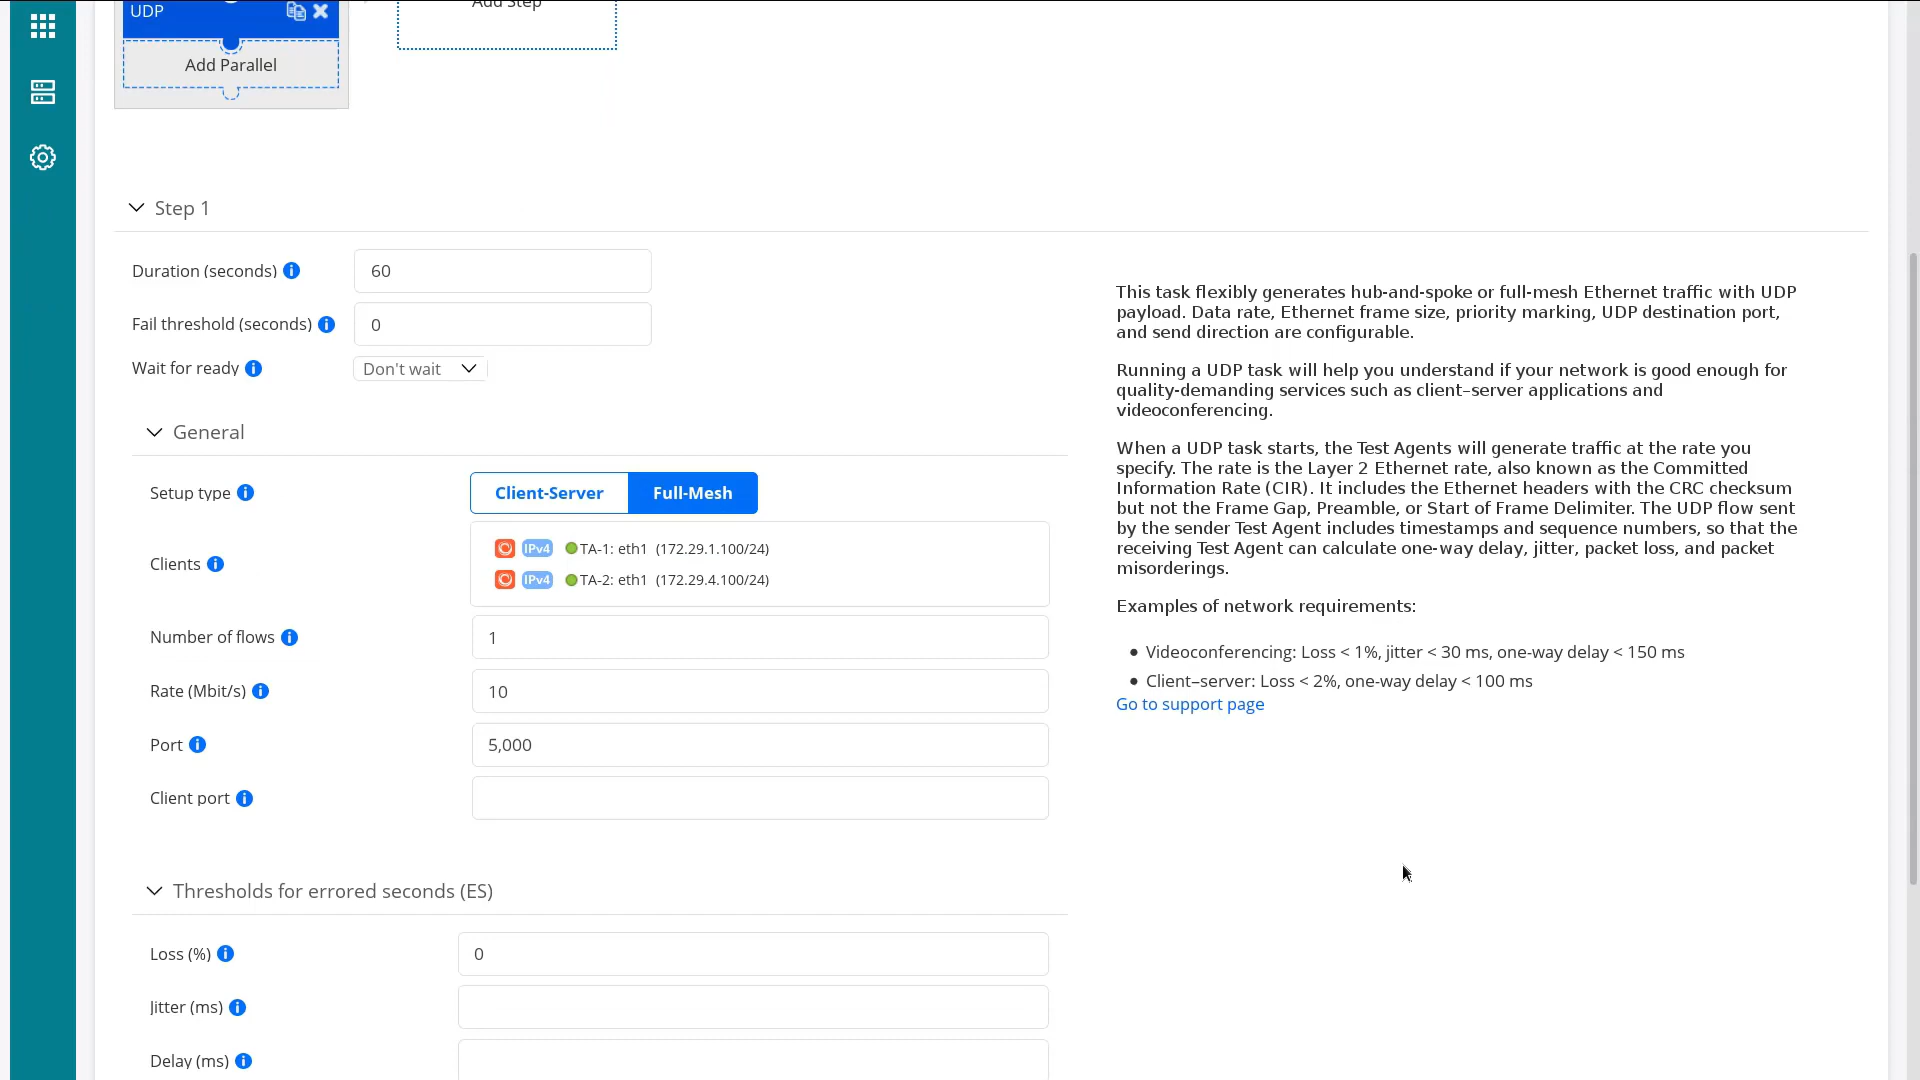 UDP
Add Step
Add Parallel
Step 1
Duration (seconds)
60
Fail threshold (seconds)
0
Wait for ready
Don't wait
General
Setup type
Client-Server
Full-Mesh
Clients
IPv4 TA-1: eth1 (172.29.1.100/24)
IPv4 TA-2: eth1 (172.29.4.100/24)
Number of flows
1
Rate (Mbit/s)
10
Port
5,000
Client port
Thresholds for errored seconds (ES)
Loss (%)
0
Jitter (ms)
Delay (ms)
This task flexibly generates hub-and-spoke or full-mesh Ethernet traffic with UDP
payload. Data rate, Ethernet frame size, priority marking, UDP destination port,
and send direction are configurable.
Running a UDP task will help you understand if your network is good enough for
quality-demanding services such as client–server applications and
videoconferencing.
When a UDP task starts, the Test Agents will generate traffic at the rate you
specify. The rate is the Layer 2 Ethernet rate, also known as the Committed
Information Rate (CIR). It includes the Ethernet headers with the CRC checksum
but not the Frame Gap, Preamble, or Start of Frame Delimiter. The UDP flow sent
by the sender Test Agent includes timestamps and sequence numbers, so that the
receiving Test Agent can calculate one-way delay, jitter, packet loss, and packet
misorderings.
Examples of network requirements:
• Videoconferencing: Loss < 1%, jitter < 30 ms, one-way delay < 150 ms
• Client–server: Loss < 2%, one-way delay < 100 ms
Go to support page